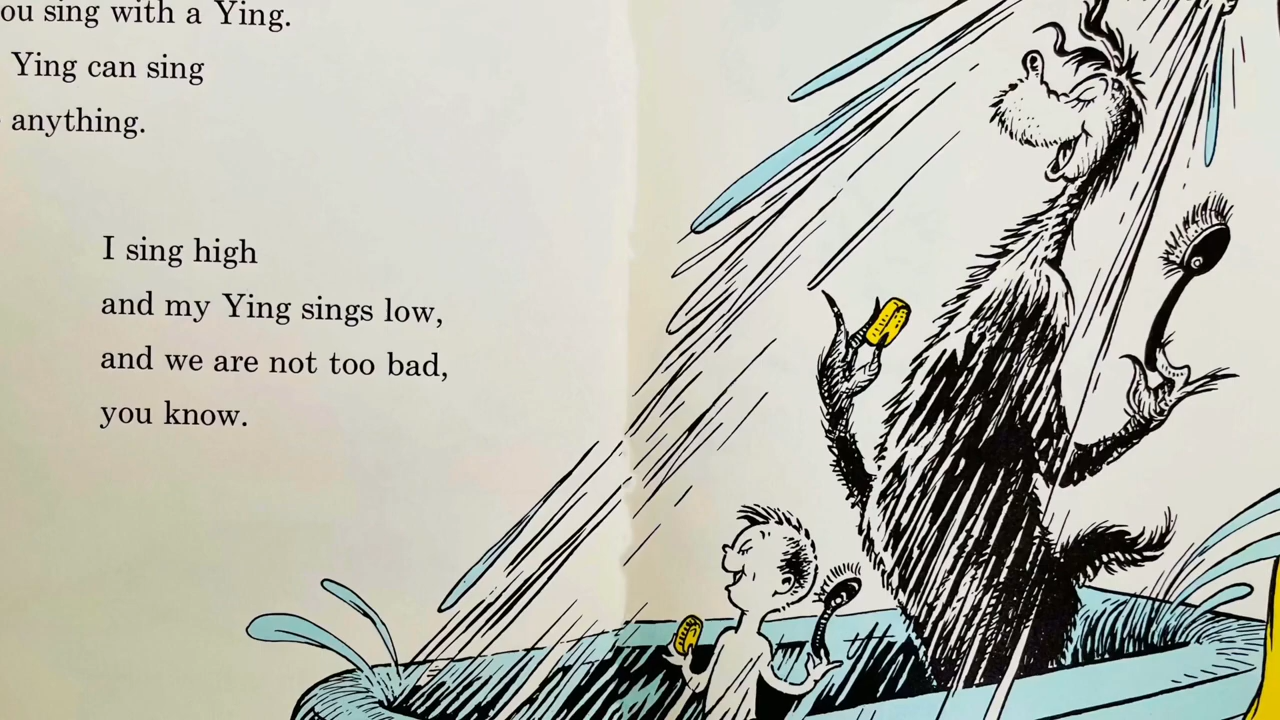 ou sing with a Ying.
Ying can sing
anything.
I sing high
and my Ying sings low,
and we are not too bad,
you know.